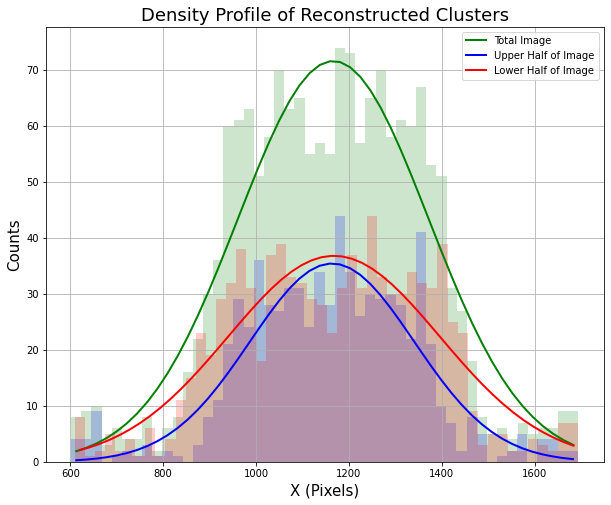 Density Profile of Reconstructed Clusters
Total Image
Upper Half of Image
Lower Half of Image
70
60
50
40
30
20
10
0
Counts
600 800 1000 1200 1400 1600
X (Pixels)